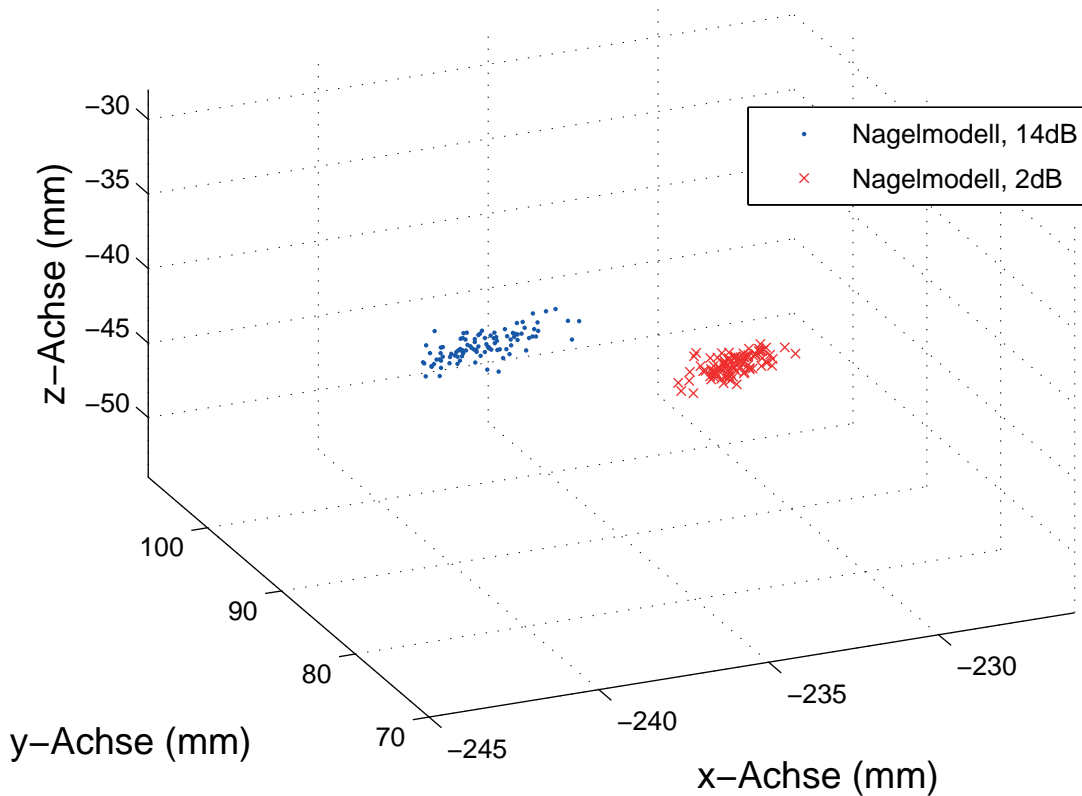 −30
−35
−40
−45
−50
z−Achse (mm)
Nagelmodell, 14dB
Nagelmodell, 2dB
100
90
80
70
−245
−240
−235
−230
y−Achse (mm)
x−Achse (mm)